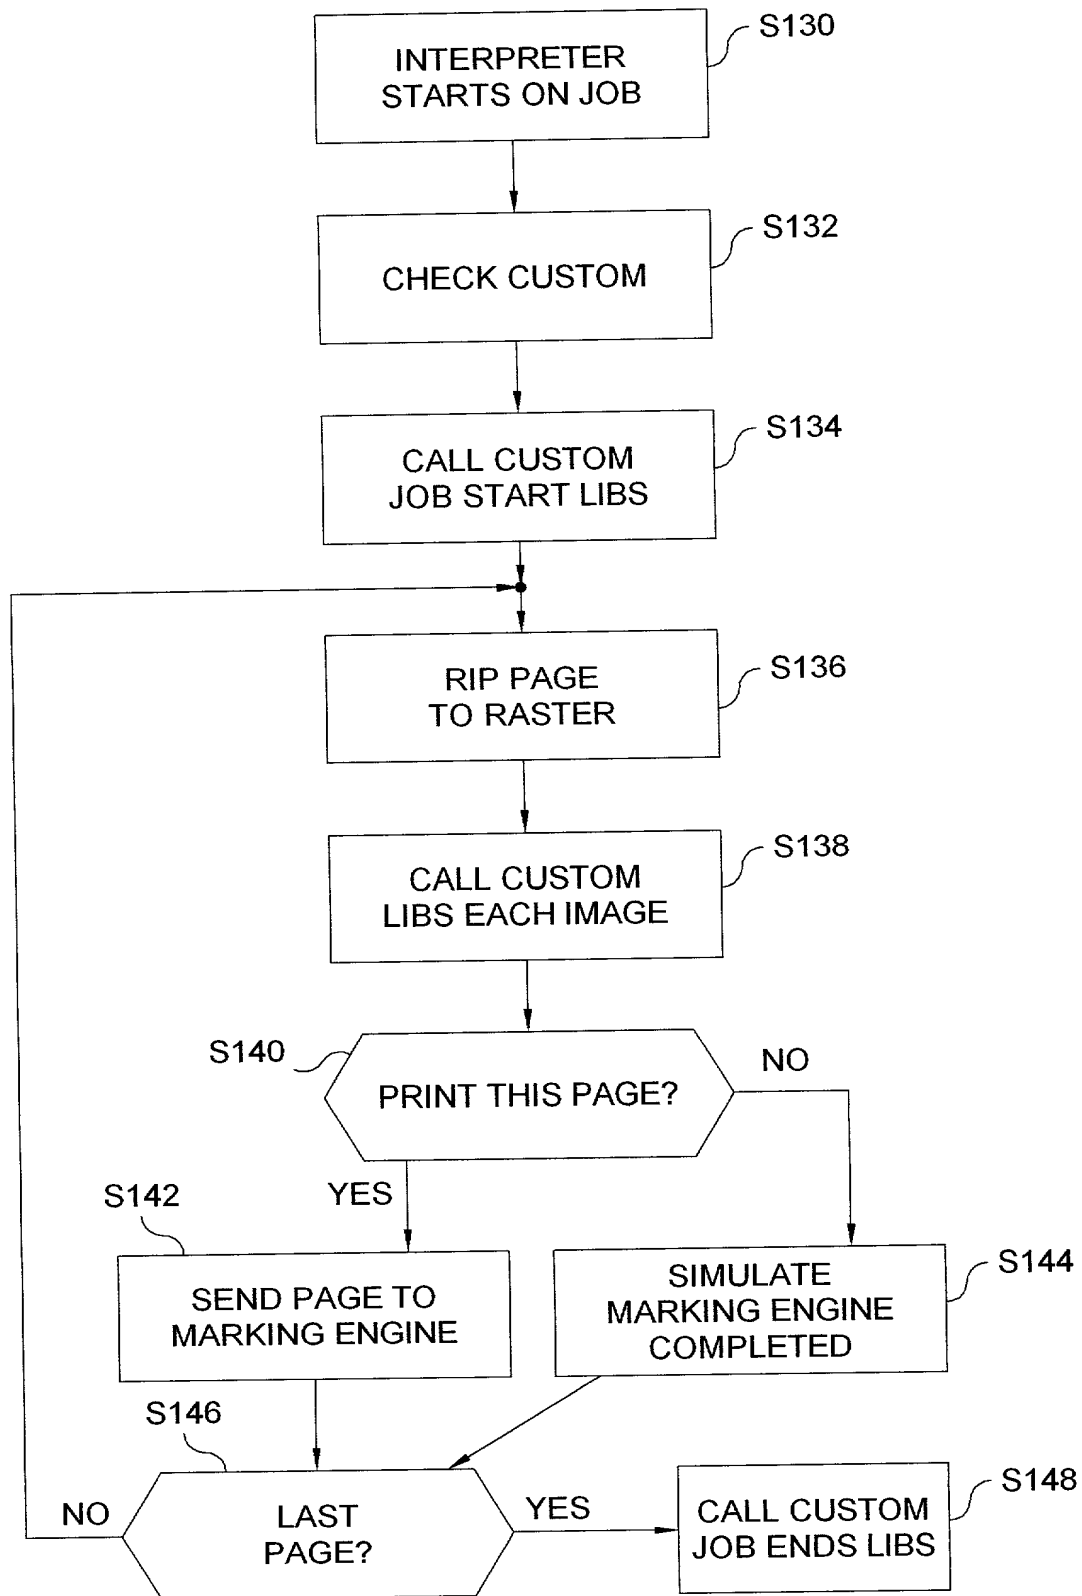 S130
INTERPRETER
STARTS ON JOB
S132
CHECK CUSTOM
S134
CALL CUSTOM
JOB START LIBS
S136
RIP PAGE
TO RASTER
S138
CALL CUSTOM
LIBS EACH IMAGE
S140
PRINT THIS PAGE?
NO
YES
S142
SEND PAGE TO
MARKING ENGINE
S144
SIMULATE
MARKING ENGINE
COMPLETED
S146
LAST
PAGE?
NO
YES
S148
CALL CUSTOM
JOB ENDS LIBS